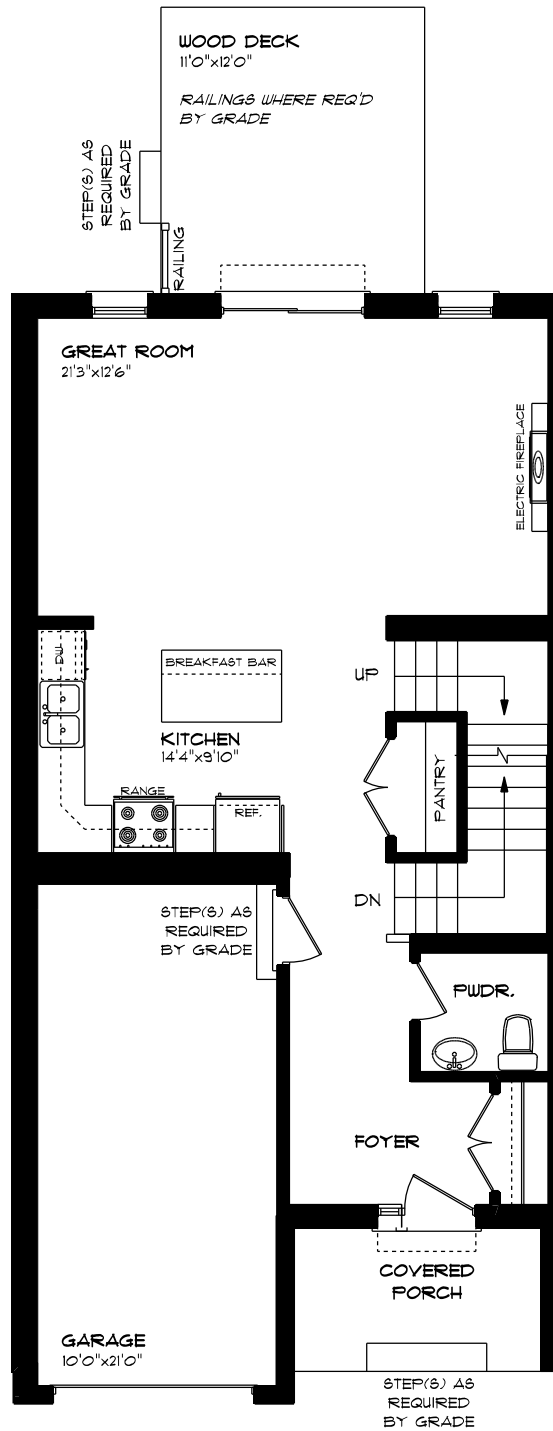 WOOD DECK
11'0"x12'0"
RAILINGS WHERE REQ'D
BY GRADE
STEP(S) AS
REQUIRED
BY GRADE
RAILING
GREAT ROOM
21'3"x12'6"
ELECTRIC FIREPLACE
DW
BREAKFAST BAR
UP
KITCHEN
14'4"x9'10"
PANTRY
RANGE
REF.
DN
STEP(S) AS
REQUIRED
BY GRADE
PWDR.
FOYER
COVERED
PORCH
GARAGE
10'0"x21'0"
STEP(S) AS
REQUIRED
BY GRADE